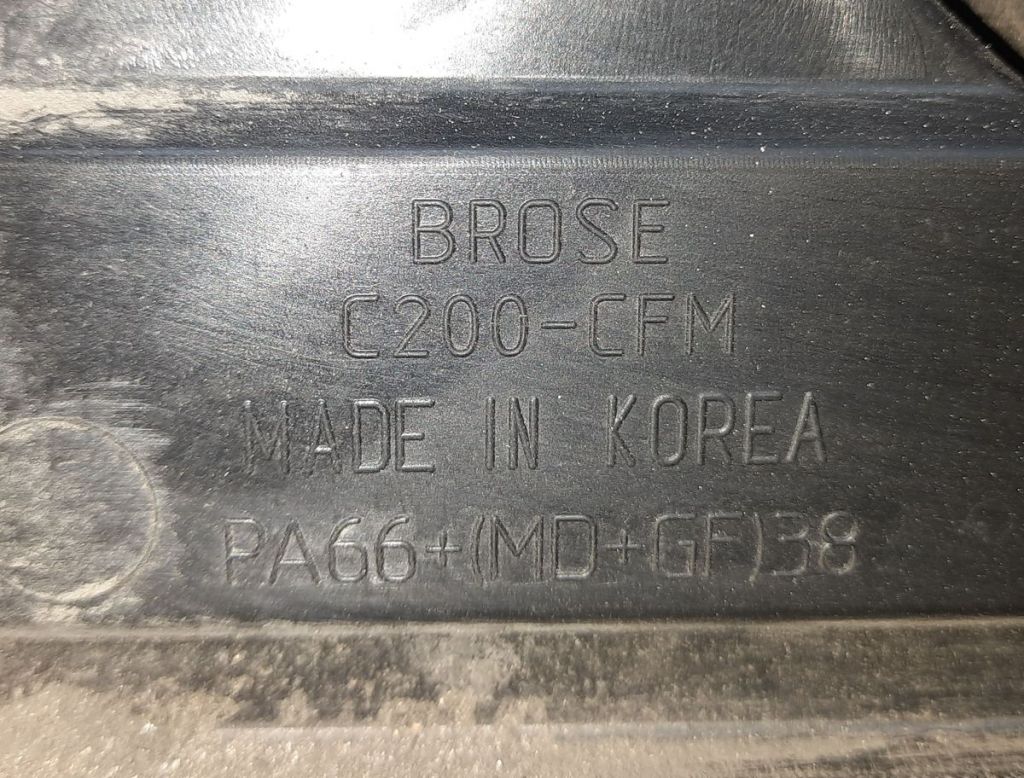 BROSE
C200-CFM
MADE IN KOREA
PA66+(MD+GF)38